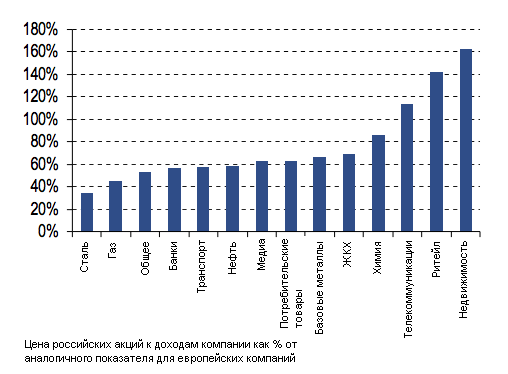 180%
160%
140%
120%
100%
80%
60%
40%
20%
0%
Сталь
Газ
Общее
Банки
Транспорт
Нефть
Медиа
Потребительские
товары
Базовые металлы
ЖКХ
Химия
Телекоммуникации
Ритейл
Недвижимость
Цена российских акций к доходам компании как % от
аналогичного показателя для европейских компаний